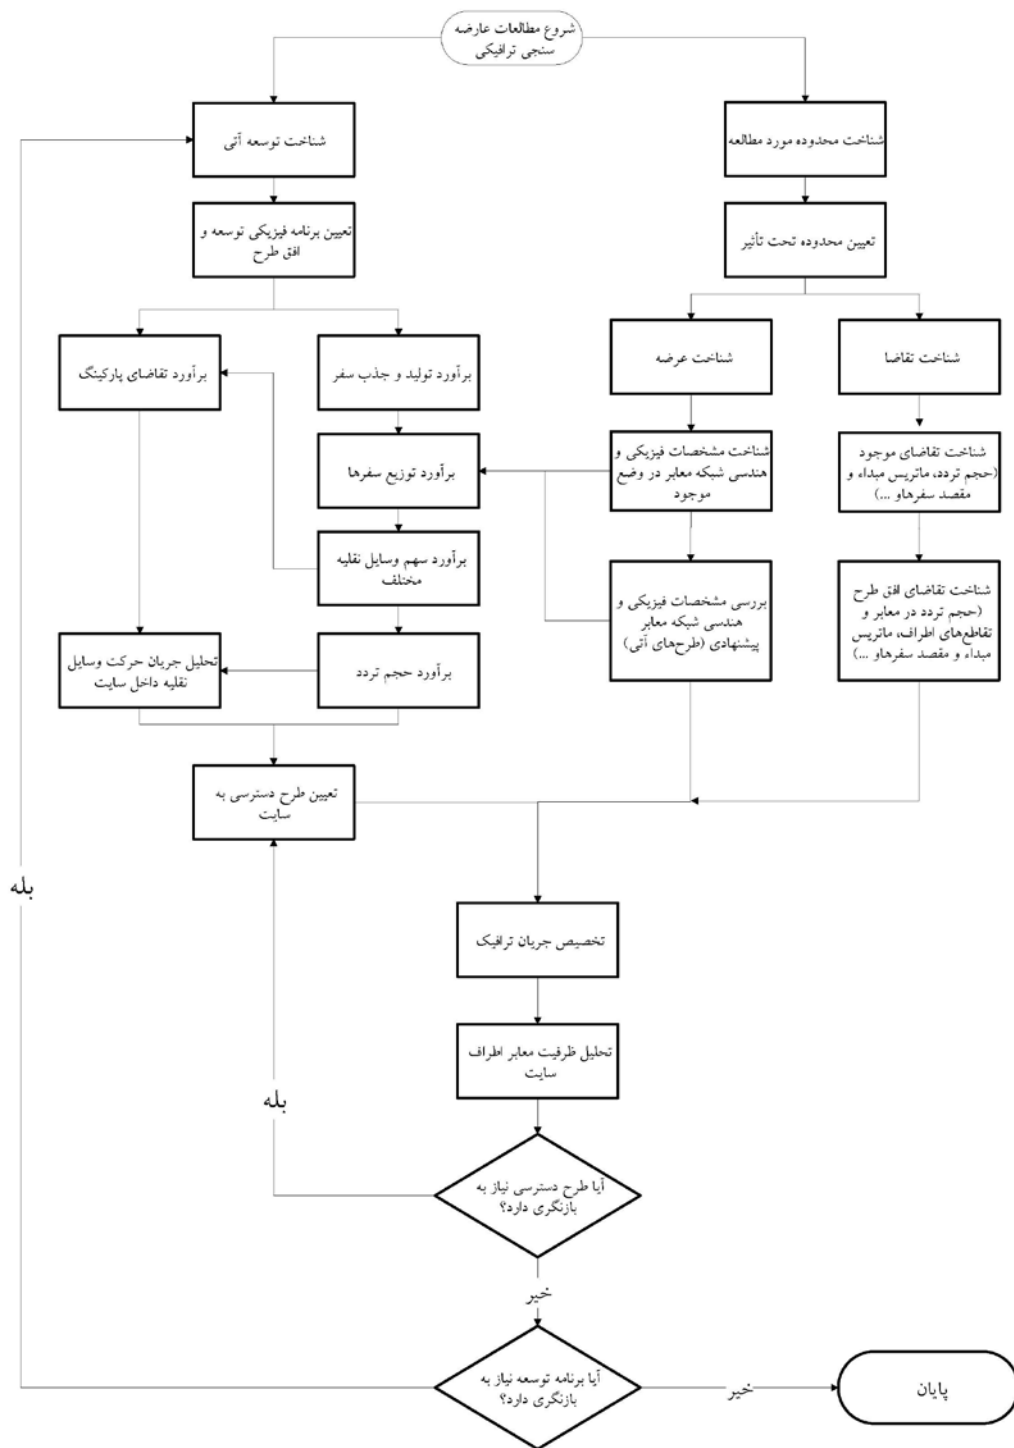 شروع مطالعات عارضه
سنجی ترافیکی
شناخت محدوده مورد مطالعه
شناخت توسعه آتی
تعیین محدوده تحت تأثیر
تعیین برنامه فیزیکی توسعه و
افق طرح
شناخت تقاضا
شناخت عرضه
برآورد تولید و جذب سفر
برآورد تقاضای پارکینگ
شناخت تقاضای موجود
(حجم تردد، ماتریس مبداء و
مقصد سفرهاو ...)
شناخت مشخصات فیزیکی و
هندسی شبکه معابر در وضع
موجود
برآورد توزیع سفرها
برآورد سهم وسایل نقلیه
مختلف
شناخت تقاضای افق طرح
(حجم تردد در معابر و
تقاطع‌های اطراف، ماتریس
مبداء و مقصد سفرهاو ...)
بررسی مشخصات فیزیکی و
هندسی شبکه معابر
پیشنهادی (طرح‌های آتی)
برآورد حجم تردد
تحلیل جریان حرکت وسایل
نقلیه داخل سایت
تعیین طرح دسترسی به
سایت
بله
تخصیص جریان ترافیک
تحلیل ظرفیت معابر اطراف
سایت
بله
آیا طرح دسترسی نیاز به
بازنگری دارد؟
خیر
آیا برنامه توسعه نیاز به
بازنگری دارد؟
خیر
پایان